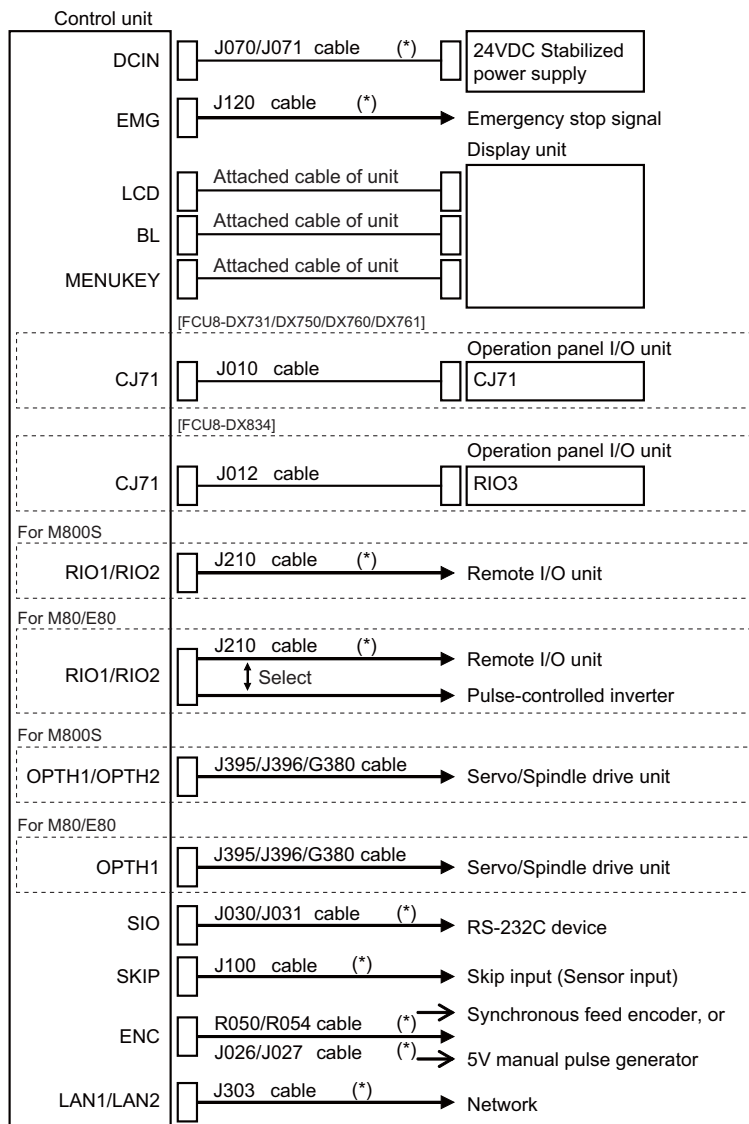 Control unit
DCIN J070/J071 cable (*) 24VDC Stabilized
power supply
EMG J120 cable (*) Emergency stop signal
Display unit
LCD Attached cable of unit
BL Attached cable of unit
MENUKEY Attached cable of unit
[FCU8-DX731/DX750/DX760/DX761]
Operation panel I/O unit
CJ71 J010 cable CJ71
[FCU8-DX834]
Operation panel I/O unit
CJ71 J012 cable RIO3
For M800S
RIO1/RIO2 J210 cable (*) Remote I/O unit
For M80/E80
J210 cable (*) Remote I/O unit
RIO1/RIO2 Select
Pulse-controlled inverter
For M800S
OPTH1/OPTH2 J395/J396/G380 cable Servo/Spindle drive unit
For M80/E80
OPTH1 J395/J396/G380 cable Servo/Spindle drive unit
SIO J030/J031 cable (*) RS-232C device
SKIP J100 cable (*) Skip input (Sensor input)
R050/R054 cable (*) Synchronous feed encoder, or
ENC
J026/J027 cable (*) 5V manual pulse generator
LAN1/LAN2 J303 cable (*) Network